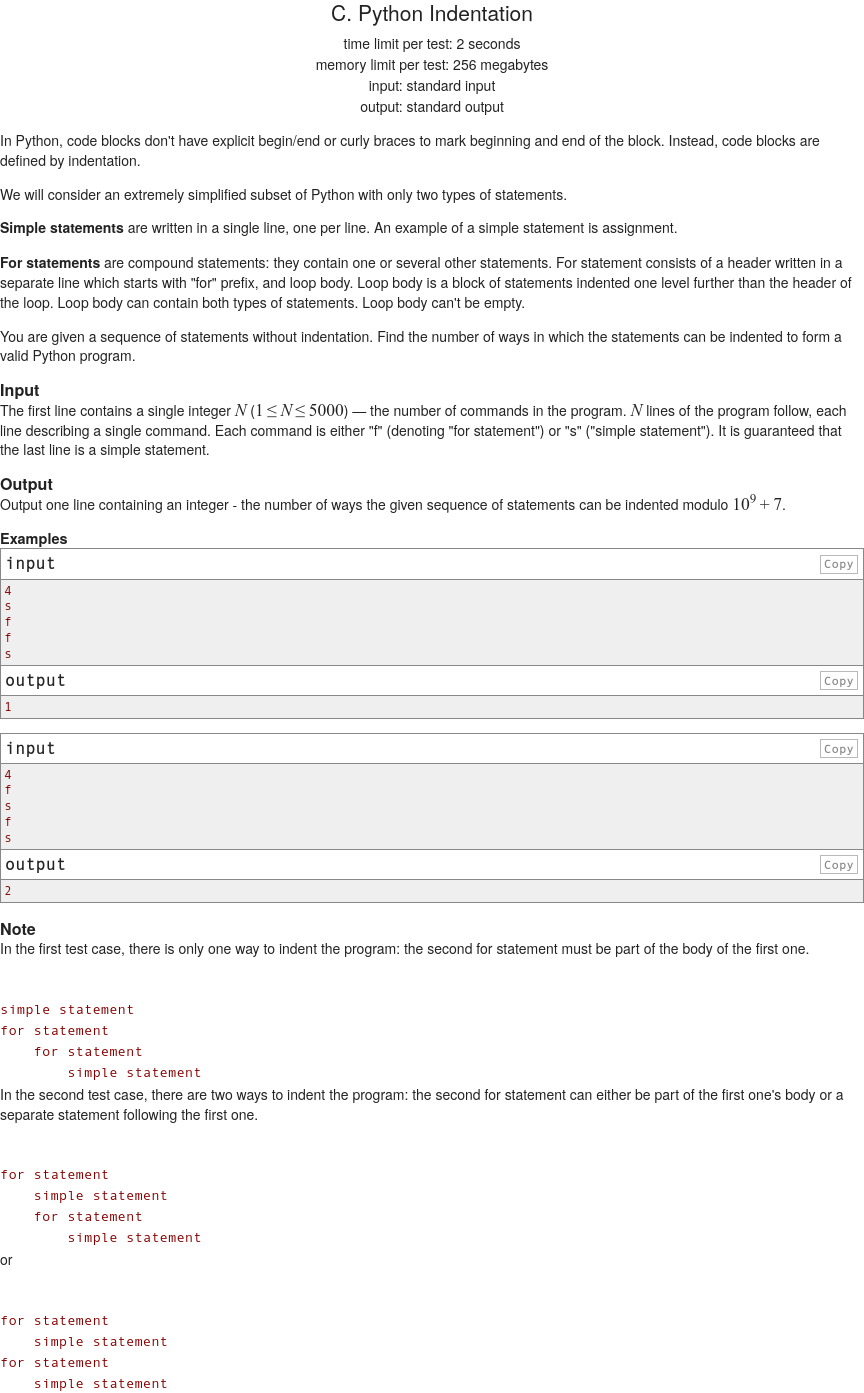 C. Python Indentation
time limit per test: 2 seconds
memory limit per test: 256 megabytes
input: standard input
output: standard output
In Python, code blocks don't have explicit begin/end or curly braces to mark beginning and end of the block. Instead, code blocks are
defined by indentation.
We will consider an extremely simplified subset of Python with only two types of statements.
Simple statements are written in a single line, one per line. An example of a simple statement is assignment.
For statements are compound statements: they contain one or several other statements. For statement consists of a header written in a
separate line which starts with "for" prefix, and loop body. Loop body is a block of statements indented one level further than the header of
the loop. Loop body can contain both types of statements. Loop body can't be empty.
You are given a sequence of statements without indentation. Find the number of ways in which the statements can be indented to form a
valid Python program.
Input
The first line contains a single integer N (1 ≤ N ≤ 5000) — the number of commands in the program. N lines of the program follow, each
line describing a single command. Each command is either "f" (denoting "for statement") or "s" ("simple statement"). It is guaranteed that
the last line is a simple statement.
Output
Output one line containing an integer - the number of ways the given sequence of statements can be indented modulo 10^9 + 7.
Examples
input Copy
4
s
f
f
s
output Copy
1
input Copy
4
f
s
f
s
output Copy
2
Note
In the first test case, there is only one way to indent the program: the second for statement must be part of the body of the first one.
simple statement
for statement
    for statement
        simple statement
In the second test case, there are two ways to indent the program: the second for statement can either be part of the first one's body or a
separate statement following the first one.
for statement
    simple statement
    for statement
        simple statement
or
for statement
    simple statement
for statement
    simple statement